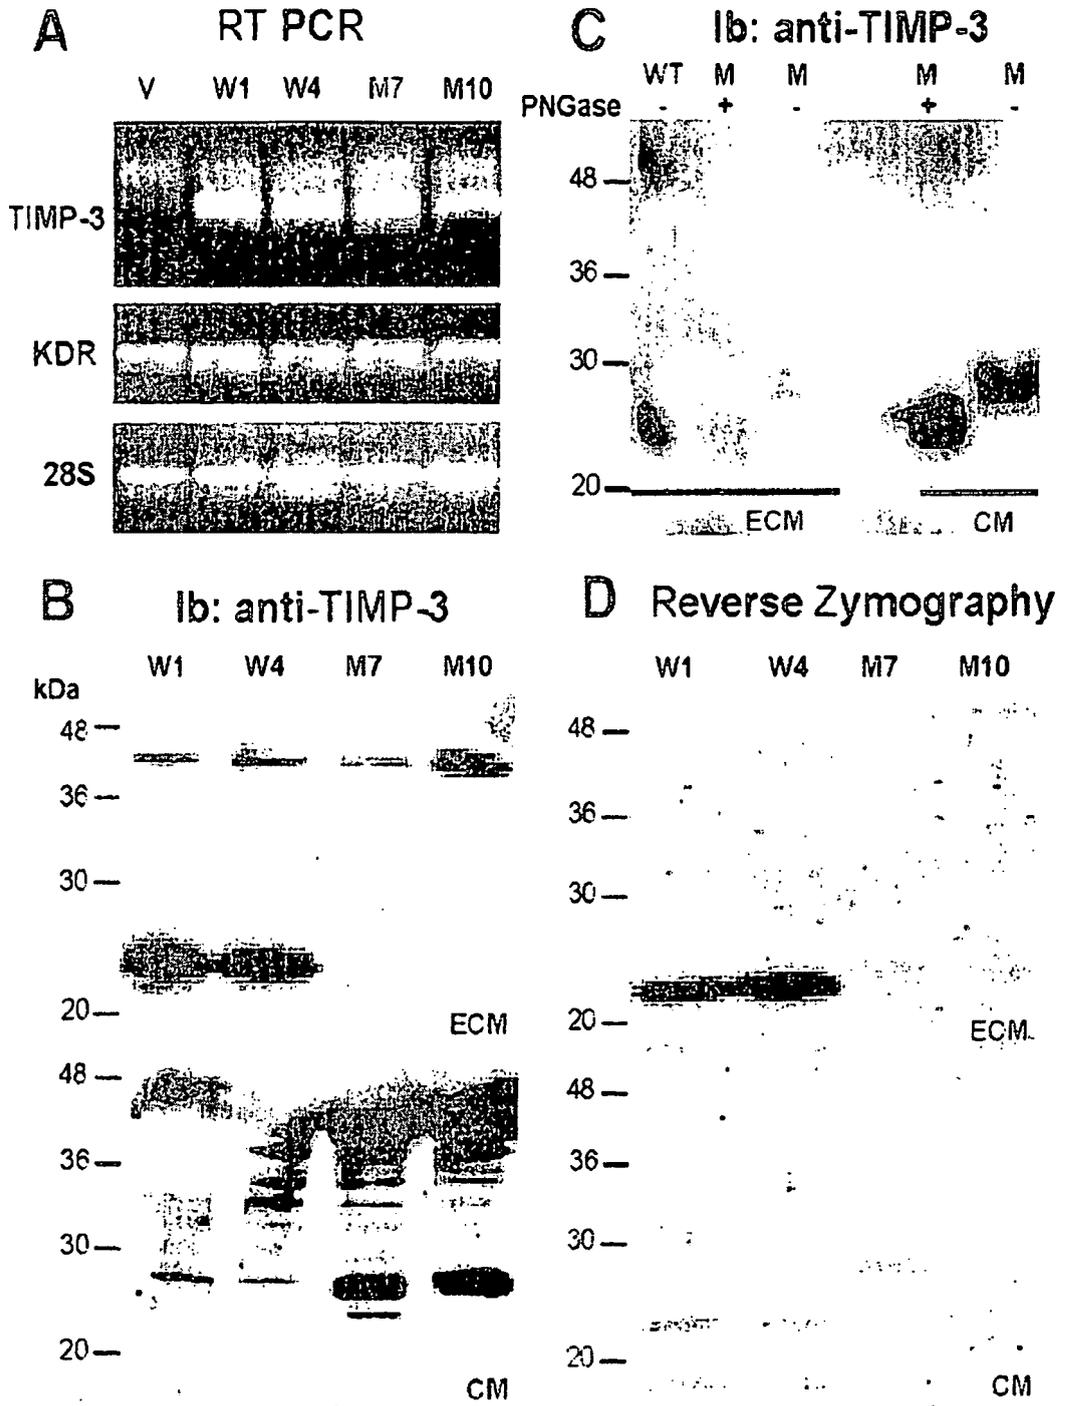 A RT PCR
V W1 W4 M7 M10
TIMP-3
KDR
28S
B Ib: anti-TIMP-3
W1 W4 M7 M10
kDa
48
36
30
20
ECM
48
36
30
20
CM
C Ib: anti-TIMP-3
WT M M M M
PNGase - + - + -
48
36
30
20
ECM CM
D Reverse Zymography
W1 W4 M7 M10
48
36
30
20
ECM
48
36
30
20
CM